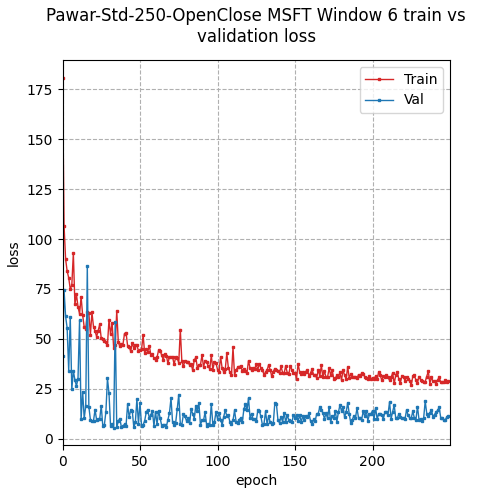 Pawar-Std-250-OpenClose MSFT Window 6 train vs
validation loss
175
150
125
100
75
50
25
0
loss
Train
Val
0
50
100
150
200
epoch